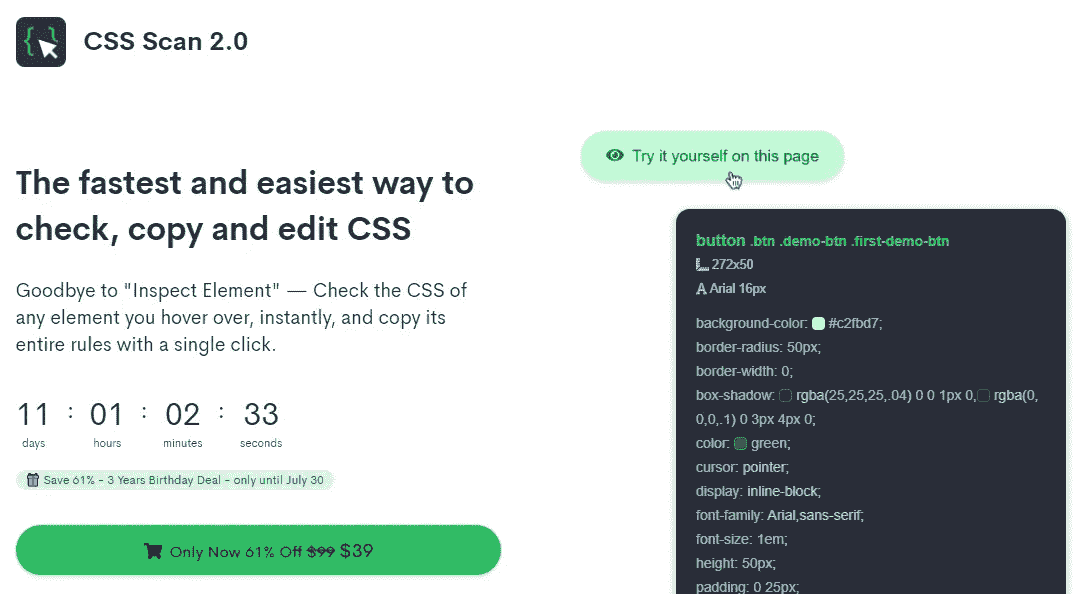 CSS Scan 2.0
The fastest and easiest way to
check, copy and edit CSS
Goodbye to "Inspect Element" — Check the CSS of
any element you hover over, instantly, and copy its
entire rules with a single click.
11 : 01 : 02 : 33
days hours minutes seconds
Save 61% - 3 Years Birthday Deal - only until July 30
Only Now 61% Off $99 $39
Try it yourself on this page
button .btn .demo-btn .first-demo-btn
272x50
A Arial 16px
background-color: #c2fbd7;
border-radius: 50px;
border-width: 0;
box-shadow: rgba(25,25,25,.04) 0 0 1px 0, rgba(0,
0,0,.1) 0 3px 4px 0;
color: green;
cursor: pointer;
display: inline-block;
font-family: Arial,sans-serif;
font-size: 1em;
height: 50px;
padding: 0 25px;